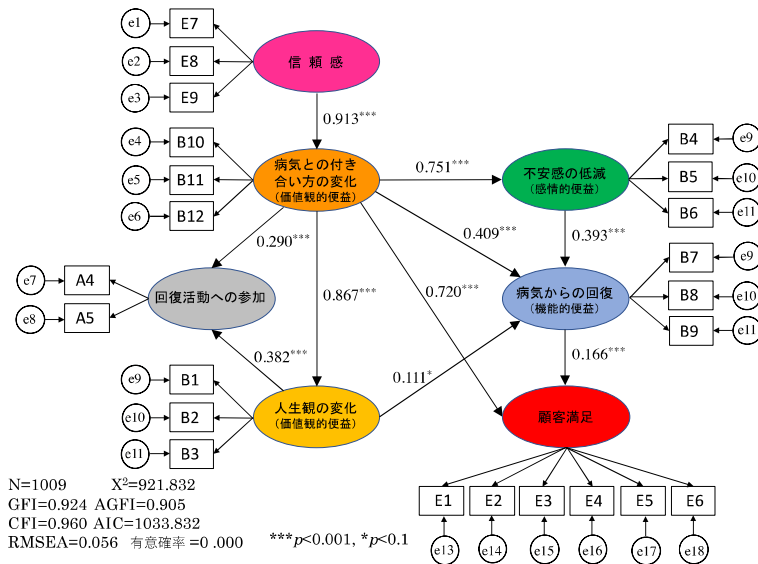 e1
E7
信 頼 感
e2
E8
e3
E9
0.913***
e4
B10
病気との付き
合い方の変化
(価値観的便益)
e5
B11
e6
B12
0.751***
不安感の低減
(感情的便益)
B4
e9
B5
e10
B6
e11
0.290***
0.409***
0.393***
e7
A4
e8
A5
回復活動への参加
0.867***
0.720***
病気からの回復
(機能的便益)
B7
e9
B8
e10
B9
e11
0.382***
0.111*
0.166***
e9
B1
e10
B2
e11
B3
人生観の変化
(価値観的便益)
顧客満足
E1
E2
E3
E4
E5
E6
e13
e14
e15
e16
e17
e18
N=1009 X²=921.832
GFI=0.924 AGFI=0.905
CFI=0.960 AIC=1033.832
RMSEA=0.056 有意確率 =0 .000
***p<0.001, *p<0.1